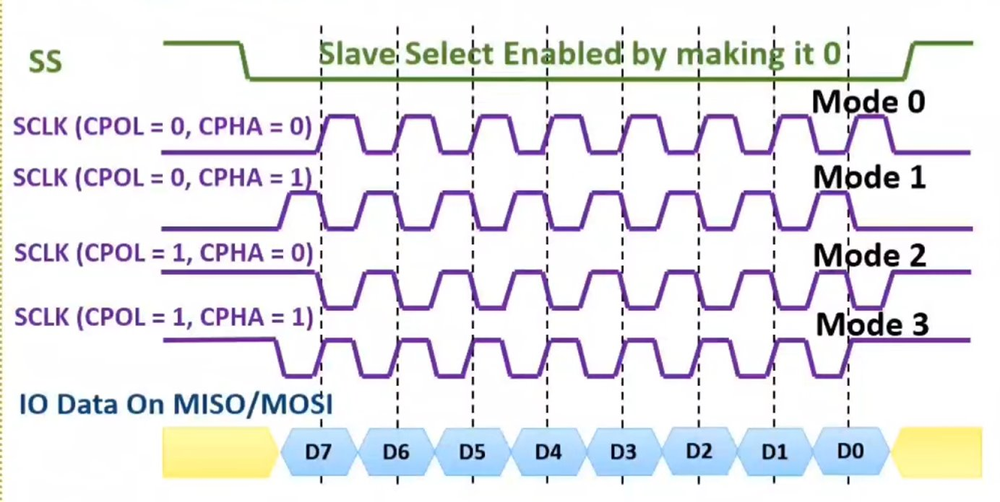 SS
Slave Select Enabled by making it 0
Mode 0
SCLK (CPOL = 0, CPHA = 0)
SCLK (CPOL = 0, CPHA = 1)
Mode 1
SCLK (CPOL = 1, CPHA = 0)
Mode 2
SCLK (CPOL = 1, CPHA = 1)
Mode 3
IO Data On MISO/MOSI
D7 D6 D5 D4 D3 D2 D1 D0